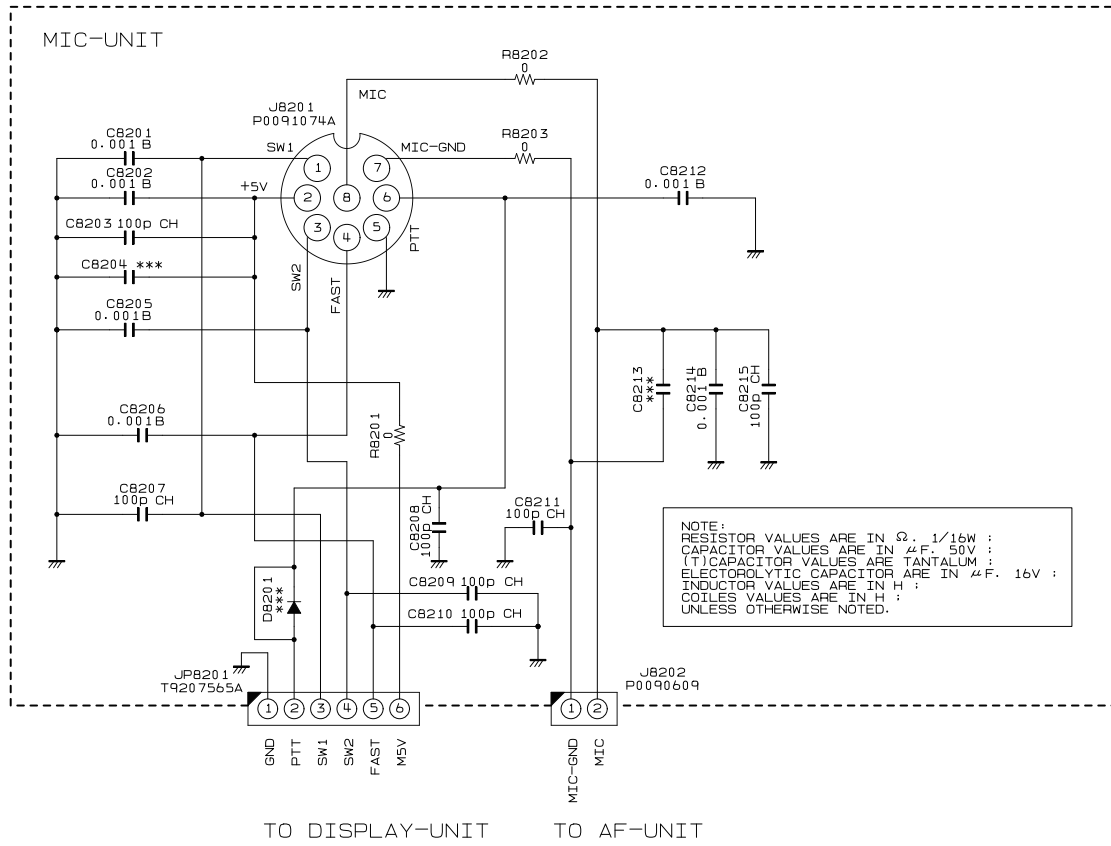 MIC-UNIT
R8202
0
MIC
J8201
P0091074A
C8201
0.001 B
SW1
MIC-GND
R8203
0
C8202
0.001 B
+5V
C8212
0.001 B
1
7
2
8
6
3
4
5
C8203 100p CH
PTT
C8204 ***
SW2
FAST
C8205
0.001B
C8213
***
C8214
0.001 B
C8215
100p CH
C8206
0.001B
R8201
0
C8207
100p CH
C8208
100p CH
C8211
100p CH
NOTE:
RESISTOR VALUES ARE IN Ω. 1/16W :
CAPACITOR VALUES ARE IN μF. 50V :
(T)CAPACITOR VALUES ARE TANTALUM :
ELECTOROLYTIC CAPACITOR ARE IN μF. 16V :
INDUCTOR VALUES ARE IN H :
COILES VALUES ARE IN H :
UNLESS OTHERWISE NOTED.
D8201
***
C8209 100p CH
C8210 100p CH
JP8201
T9207565A
J8202
P0090609
1 2 3 4 5 6
1 2
GND
PTT
SW1
SW2
FAST
M5V
MIC-GND
MIC
TO DISPLAY-UNIT
TO AF-UNIT